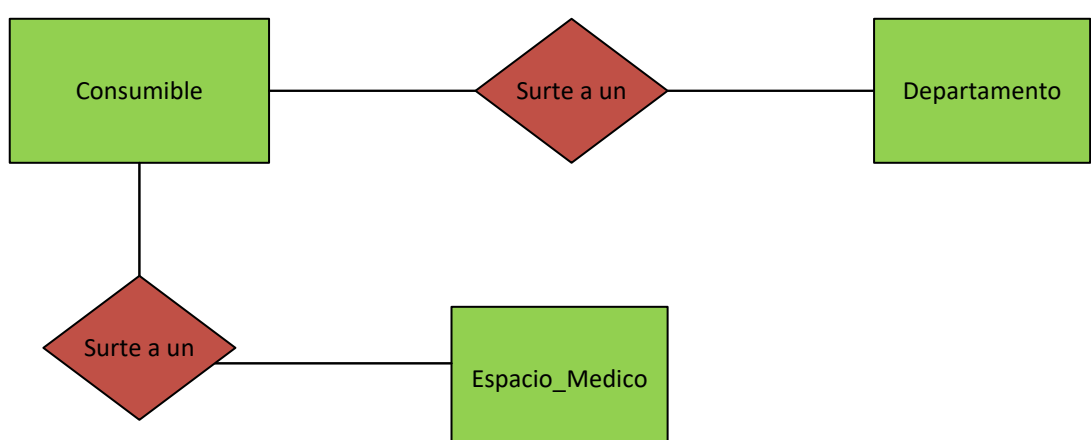 Consumible
Surte a un
Departamento
Surte a un
Espacio_Medico